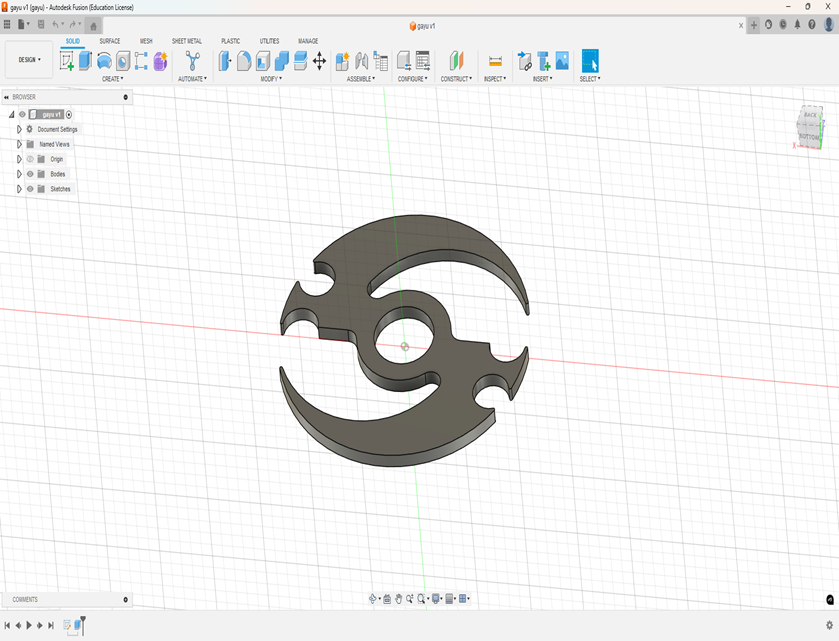 gayu v1 (gayu) - Autodesk Fusion (Education License)
gayu v1
SOLID SURFACE MESH SHEET METAL PLASTIC UTILITIES MANAGE
DESIGN
CREATE AUTOMATE MODIFY ASSEMBLE CONFIGURE CONSTRUCT INSPECT INSERT SELECT
BROWSER
gayu v1
Document Settings
Named Views
Origin
Bodies
Sketches
BACK
BOTTOM
X
COMMENTS